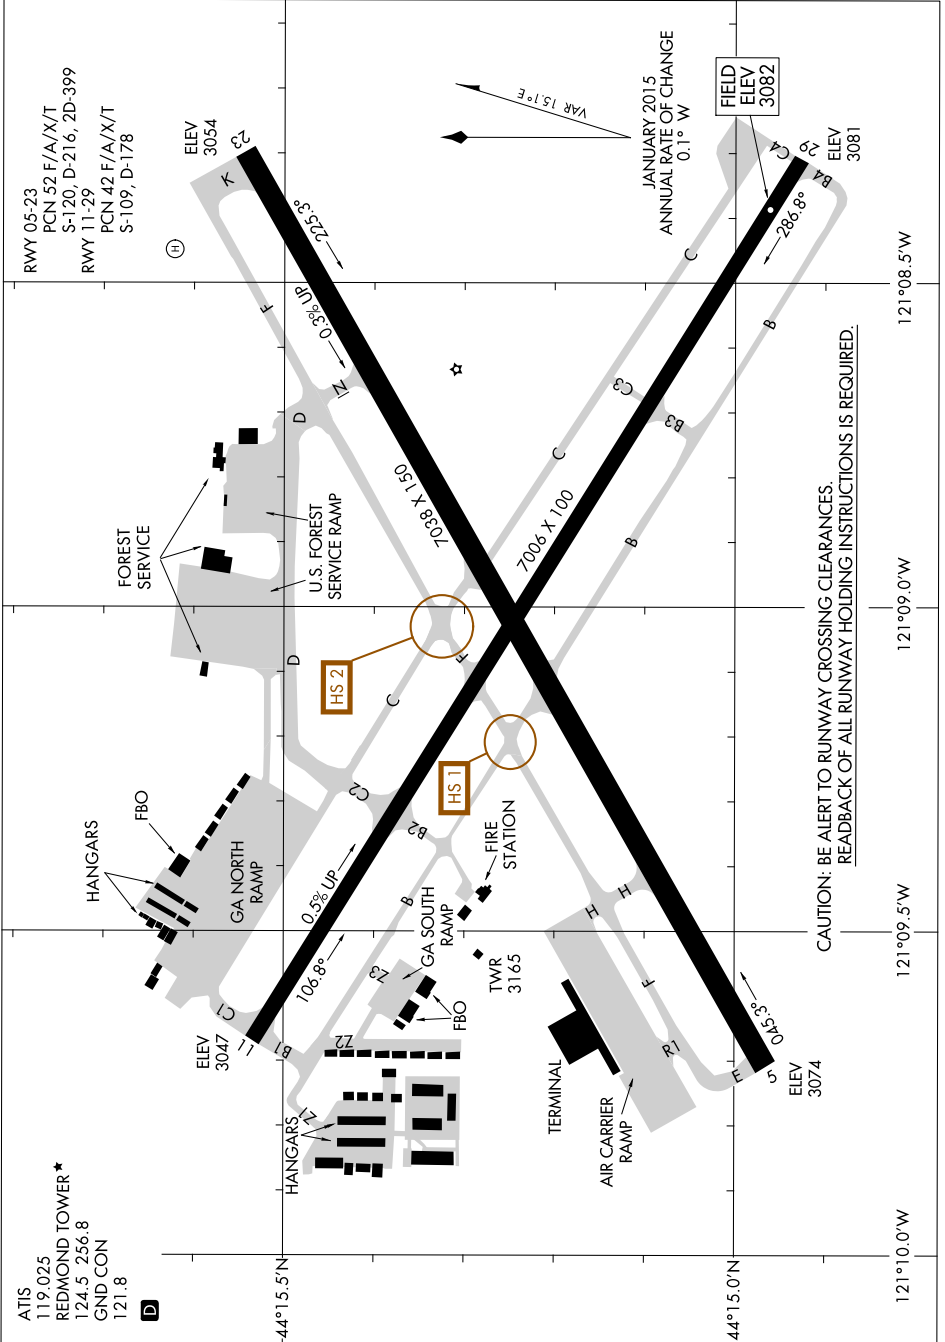 ATIS
119.025
REDMOND TOWER★
124.5 256.8
GND CON
121.8
D
RWY 05-23
PCN 52 F/A/X/T
S-120, D-216, 2D-399
RWY 11-29
PCN 42 F/A/X/T
S-109, D-178
H
ELEV
3054
23
K
225.3°
0.3% UP
F
N
D
VAR 15.1°E
JANUARY 2015
ANNUAL RATE OF CHANGE
0.1° W
FIELD
ELEV
3082
C4
29
B4
ELEV
3081
286.8°
C
B
C3
B3
C
B
7038 X 150
7006 X 100
FOREST
SERVICE
U.S. FOREST
SERVICE RAMP
D
HS 2
HS 1
F
C
C2
B2
B
HANGARS
FBO
GA NORTH
RAMP
0.5% UP
106.8°
C1
11
ELEV
3047
B1
Z2
Z3
GA SOUTH
RAMP
FBO
FIRE
STATION
TWR
3165
HANGARS
Z1
H
H
F
R1
TERMINAL
AIR CARRIER
RAMP
E
5
045.3°
ELEV
3074
CAUTION: BE ALERT TO RUNWAY CROSSING CLEARANCES.
READBACK OF ALL RUNWAY HOLDING INSTRUCTIONS IS REQUIRED.
44°15.5'N
44°15.0'N
121°10.0'W
121°09.5'W
121°09.0'W
121°08.5'W